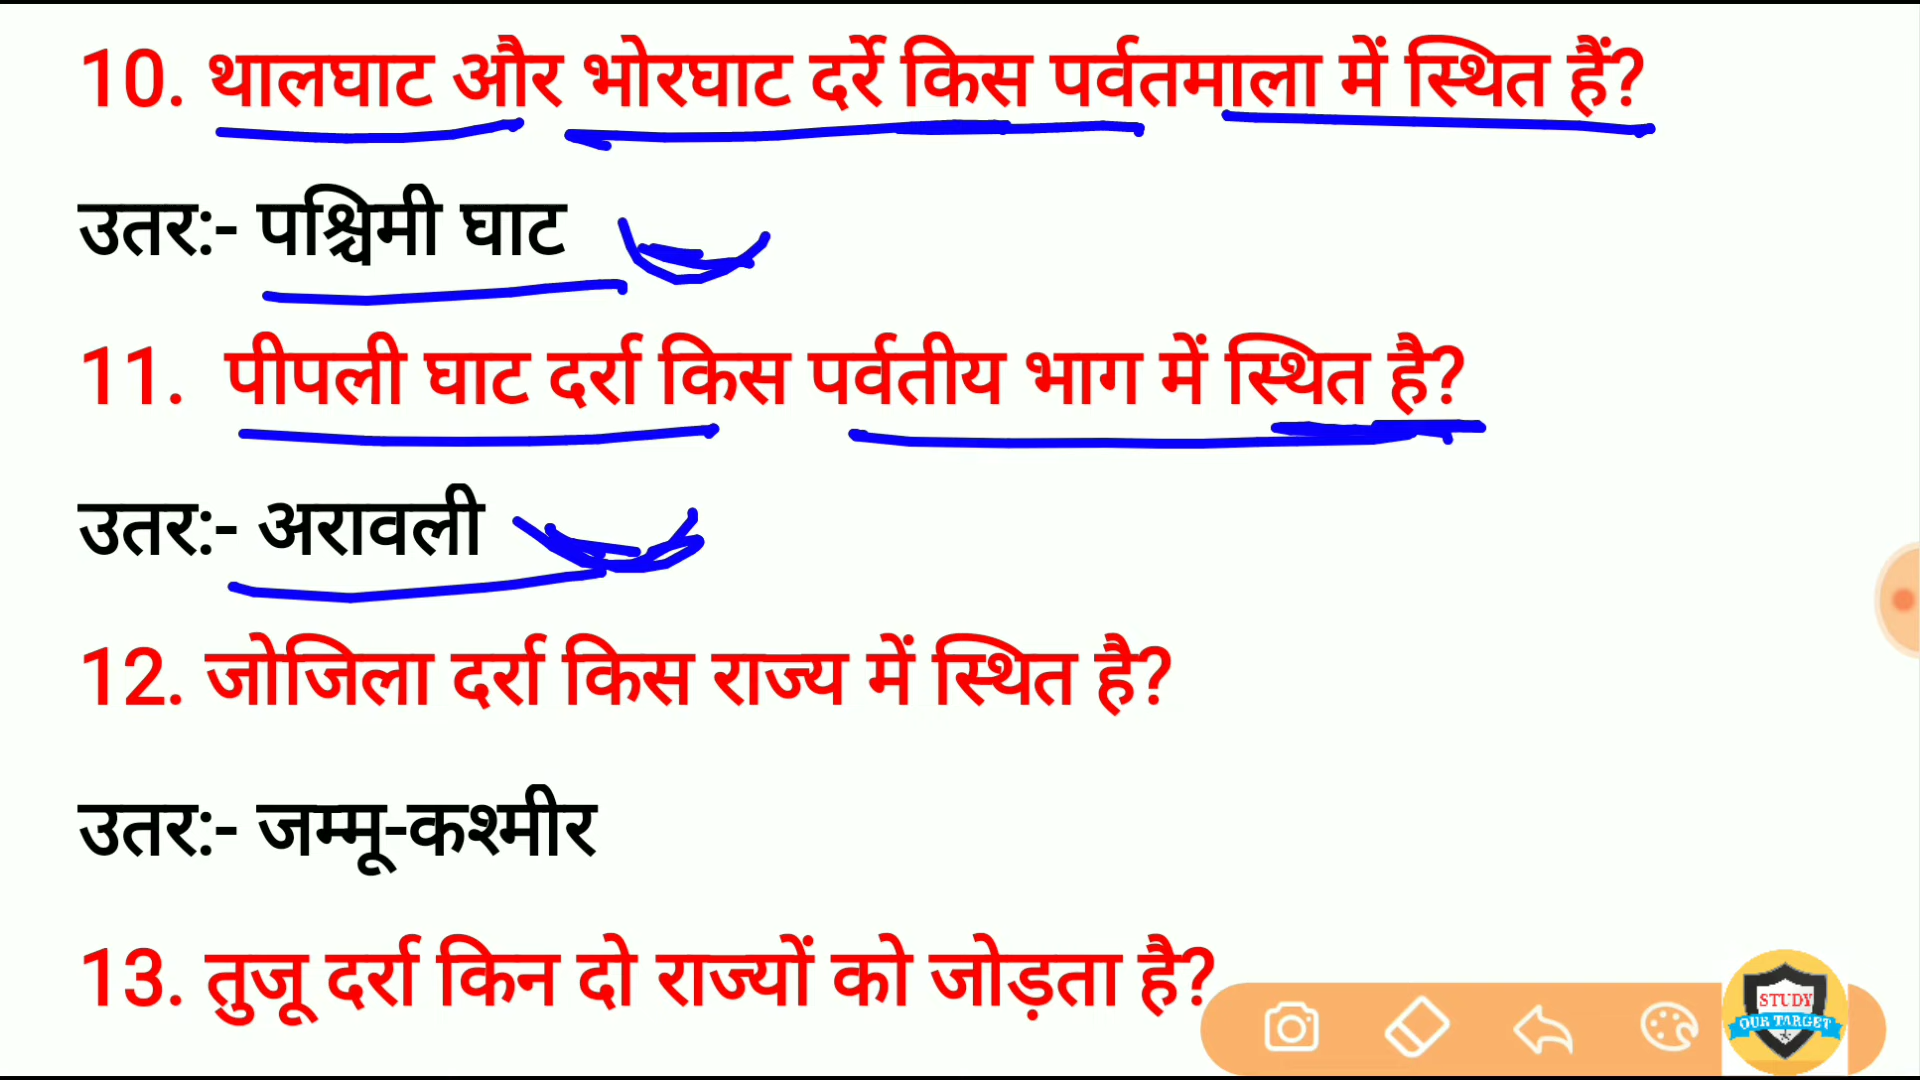 10. थालघाट और भोरघाट दर्रे किस पर्वतमाला में स्थित हैं?
उतर:- पश्चिमी घाट
11. पीपली घाट दर्रा किस पर्वतीय भाग में स्थित है?
उतर:- अरावली
12. जोजिला दर्रा किस राज्य में स्थित है?
उतर:- जम्मू-कश्मीर
13. तुजू दर्रा किन दो राज्यों को जोड़ता है?
STUDY
OUR TARGET